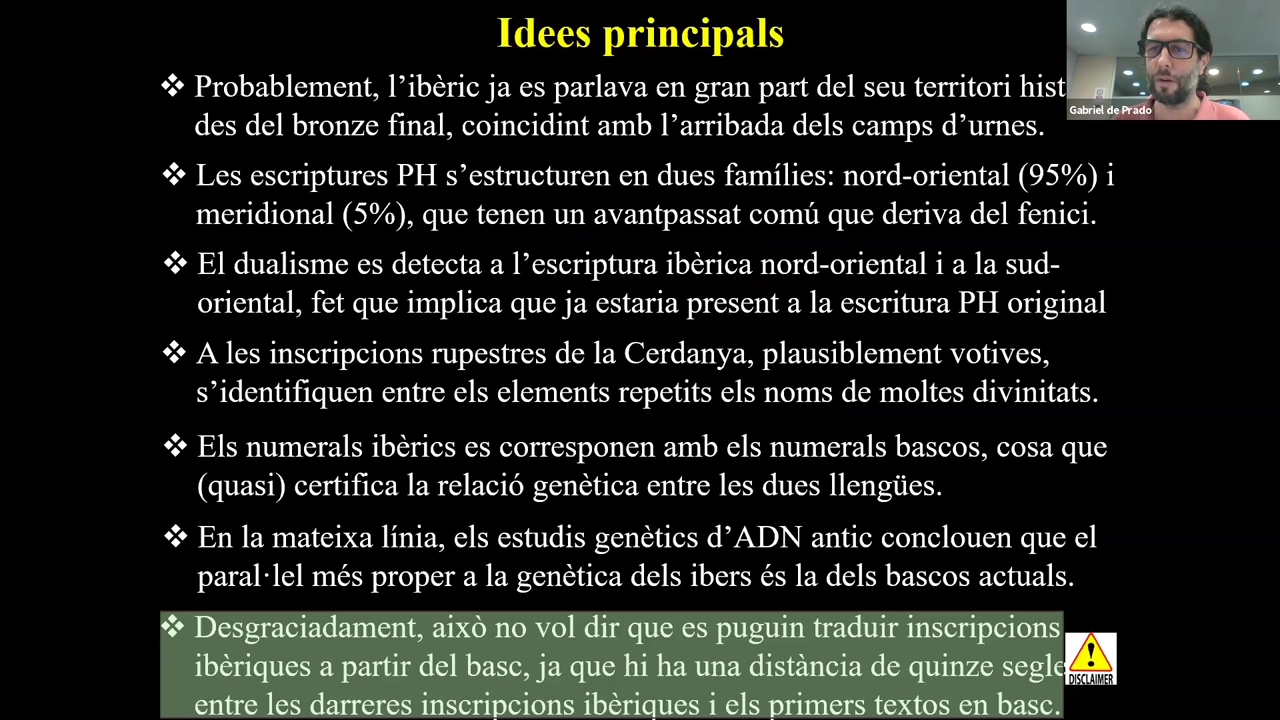 Idees principals
❖ Probablement, l’ibèric ja es parlava en gran part del seu territori hist
des del bronze final, coincidint amb l’arribada dels camps d’urnes.
❖ Les escriptures PH s’estructuren en dues famílies: nord-oriental (95%) i
meridional (5%), que tenen un avantpassat comú que deriva del fenici.
❖ El dualisme es detecta a l’escriptura ibèrica nord-oriental i a la sud-
oriental, fet que implica que ja estaria present a la escritura PH original
❖ A les inscripcions rupestres de la Cerdanya, plausiblement votives,
s’identifiquen entre els elements repetits els noms de moltes divinitats.
❖ Els numerals ibèrics es corresponen amb els numerals bascos, cosa que
(quasi) certifica la relació genètica entre les dues llengües.
❖ En la mateixa línia, els estudis genètics d’ADN antic conclouen que el
paral·lel més proper a la genètica dels ibers és la dels bascos actuals.
❖ Desgraciadament, això no vol dir que es puguin traduir inscripcions
ibèriques a partir del basc, ja que hi ha una distància de quinze segle
entre les darreres inscripcions ibèriques i els primers textos en basc.
Gabriel de Prado
DISCLAIMER